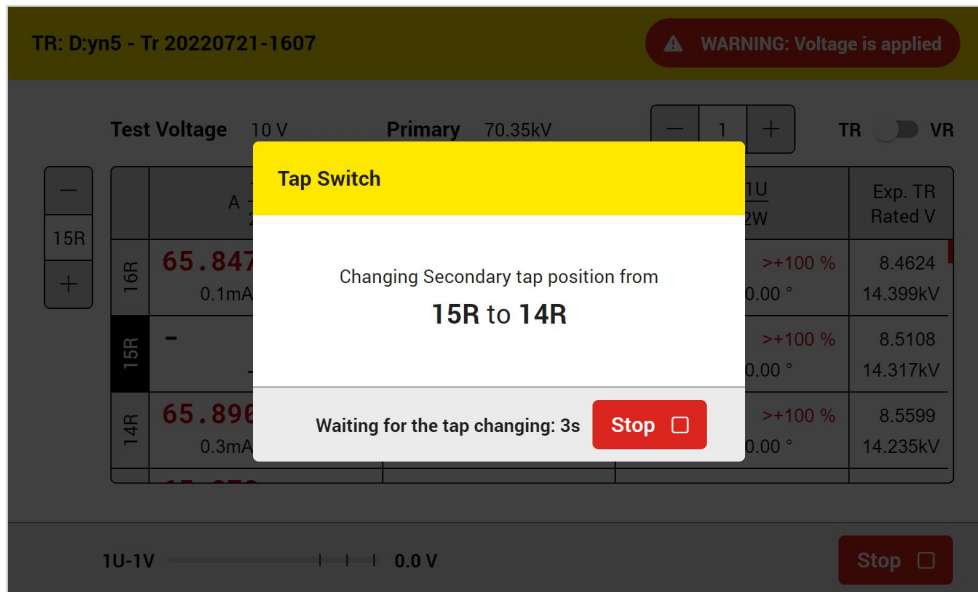 TR: D:yn5 - Tr 20220721-1607
WARNING: Voltage is applied
Test Voltage 10 V
Primary 70.35kV
1
TR VR
15R
A
1U
2W
Exp. TR
Rated V
16R
65.847
0.1mA
>+100 %
0.00 °
8.4624
14.399kV
15R
-
>+100 %
0.00 °
8.5108
14.317kV
14R
65.890
0.3mA
>+100 %
0.00 °
8.5599
14.235kV
Tap Switch
Changing Secondary tap position from
15R to 14R
Waiting for the tap changing: 3s
Stop
1U-1V
0.0 V
Stop